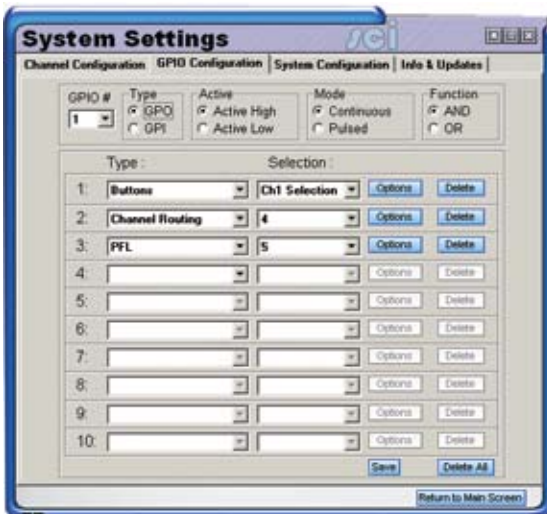 System Settings
sci
Channel Configuration GPIO Configuration System Configuration Info & Updates
GPIO # Type Active Mode Function
1 GPO Active High Continuous AND
GPI Active Low Pulsed OR
Type : Selection :
1: Buttons Ch1 Selection Options Delete
2: Channel Routing 4 Options Delete
3: PFL 5 Options Delete
4: Options Delete
5: Options Delete
6: Options Delete
7: Options Delete
8: Options Delete
9: Options Delete
10: Options Delete
Save Delete All
Return to Main Screen